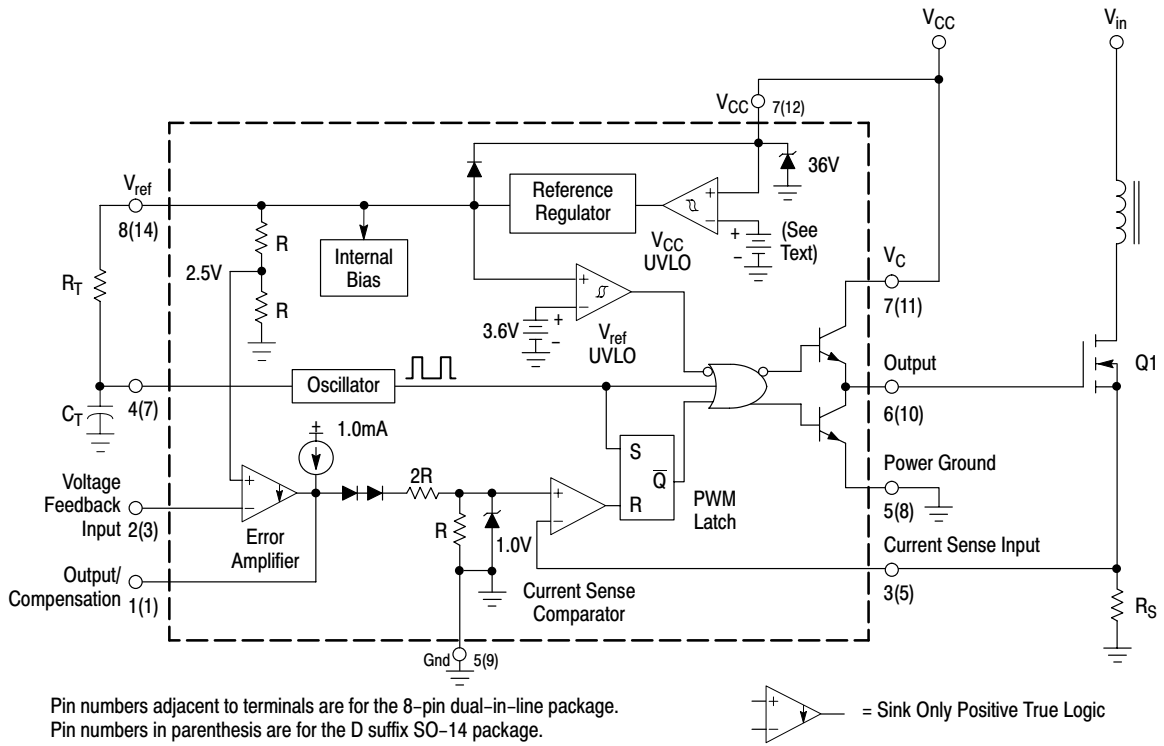 VCC
Vin
VCC 7(12)
36V
Vref
8(14)
Reference
Regulator
+
−
VCC
UVLO
+
−
(See
Text)
R
Internal
Bias
2.5V
R
RT
+
−
3.6V
+
−
Vref
UVLO
VC
7(11)
Output
6(10)
Q1
Oscillator
4(7)
CT
+
1.0mA
S
Q
R
PWM
Latch
Power Ground
5(8)
Voltage
Feedback
Input 2(3)
+
−
Error
Amplifier
2R
R
1.0V
+
−
Current Sense
Comparator
Current Sense Input
3(5)
RS
Output/
Compensation 1(1)
Gnd 5(9)
Pin numbers adjacent to terminals are for the 8−pin dual−in−line package.
Pin numbers in parenthesis are for the D suffix SO−14 package.
+
−
= Sink Only Positive True Logic